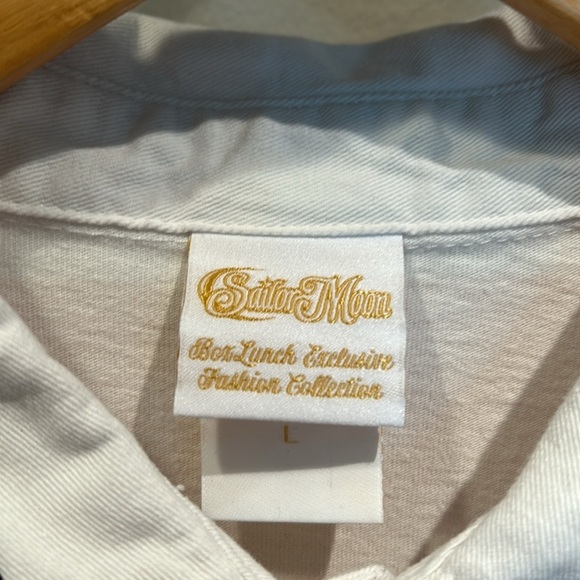 Sailor Moon
BoxLunch Exclusive
Fashion Collection
L